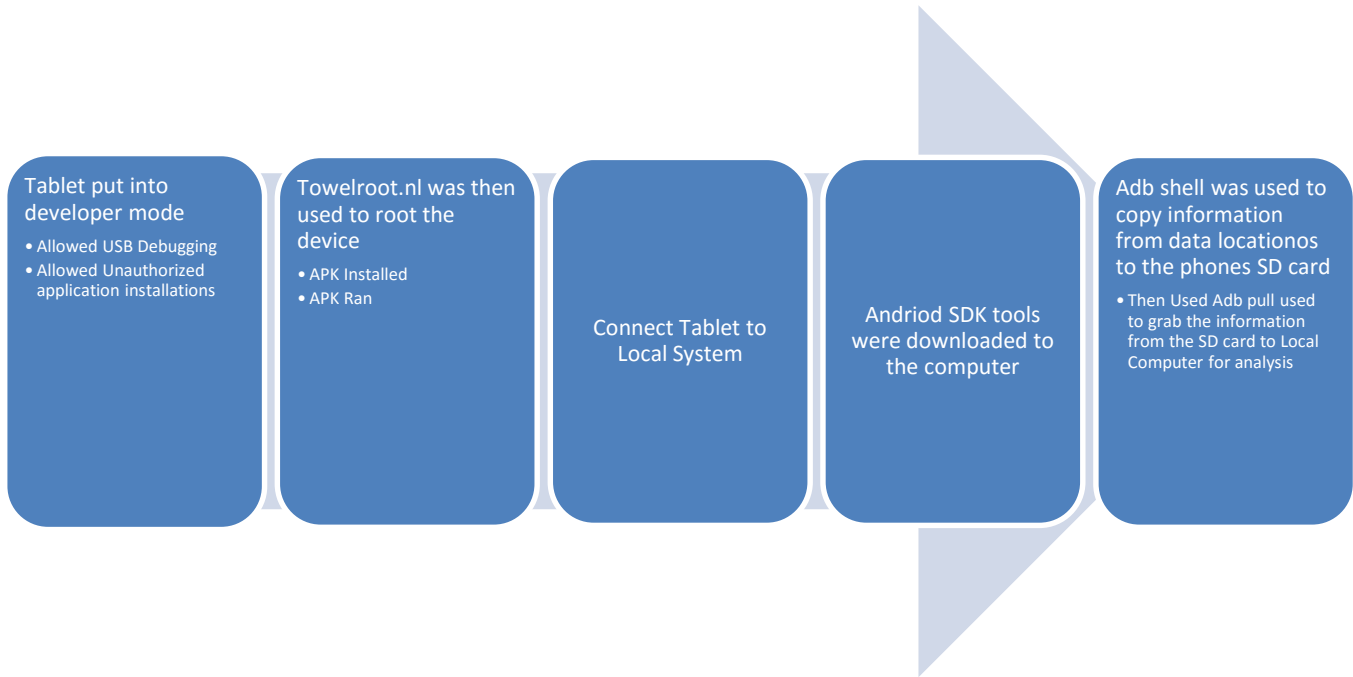 Tablet put into
developer mode
• Allowed USB Debugging
• Allowed Unauthorized
application installations
Towelroot.nl was then
used to root the
device
• APK Installed
• APK Ran
Connect Tablet to
Local System
Andriod SDK tools
were downloaded to
the computer
Adb shell was used to
copy information
from data locationos
to the phones SD card
• Then Used Adb pull used
to grab the information
from the SD card to Local
Computer for analysis